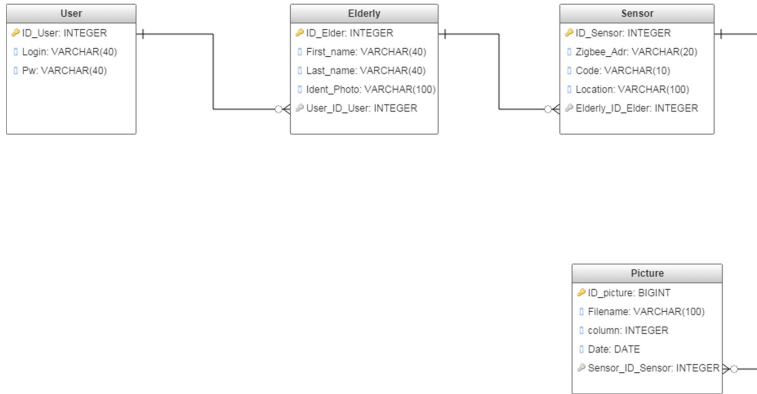 User
ID_User: INTEGER
Login: VARCHAR(40)
Pw: VARCHAR(40)
Elderly
ID_Elder: INTEGER
First_name: VARCHAR(40)
Last_name: VARCHAR(40)
Ident_Photo: VARCHAR(100)
User_ID_User: INTEGER
Sensor
ID_Sensor: INTEGER
Zigbee_Adr: VARCHAR(20)
Code: VARCHAR(10)
Location: VARCHAR(100)
Elderly_ID_Elder: INTEGER
Picture
ID_picture: BIGINT
Filename: VARCHAR(100)
column: INTEGER
Date: DATE
Sensor_ID_Sensor: INTEGER